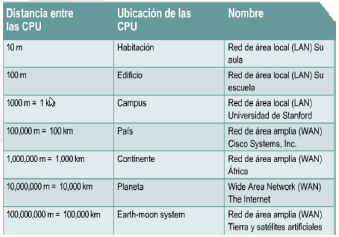 Distancia entre las CPU
Ubicación de las CPU
Nombre
10 m
Habitación
Red de área local (LAN) Su
aula
100 m
Edificio
Red de área local (LAN) Su
escuela
1000 m = 1 km
Campus
Red de área local (LAN)
Universidad de Stanford
100,000 m = 100 km
País
Red de área amplia (WAN)
Cisco Systems, Inc.
1,000,000 m = 1,000 km
Continente
Red de área amplia (WAN)
África
10,000,000 m = 10,000 km
Planeta
Wide Area Network (WAN)
The Internet
100,000,000 m = 100,000 km
Earth-moon system
Red de área amplia (WAN)
Tierra y satélites artificiales